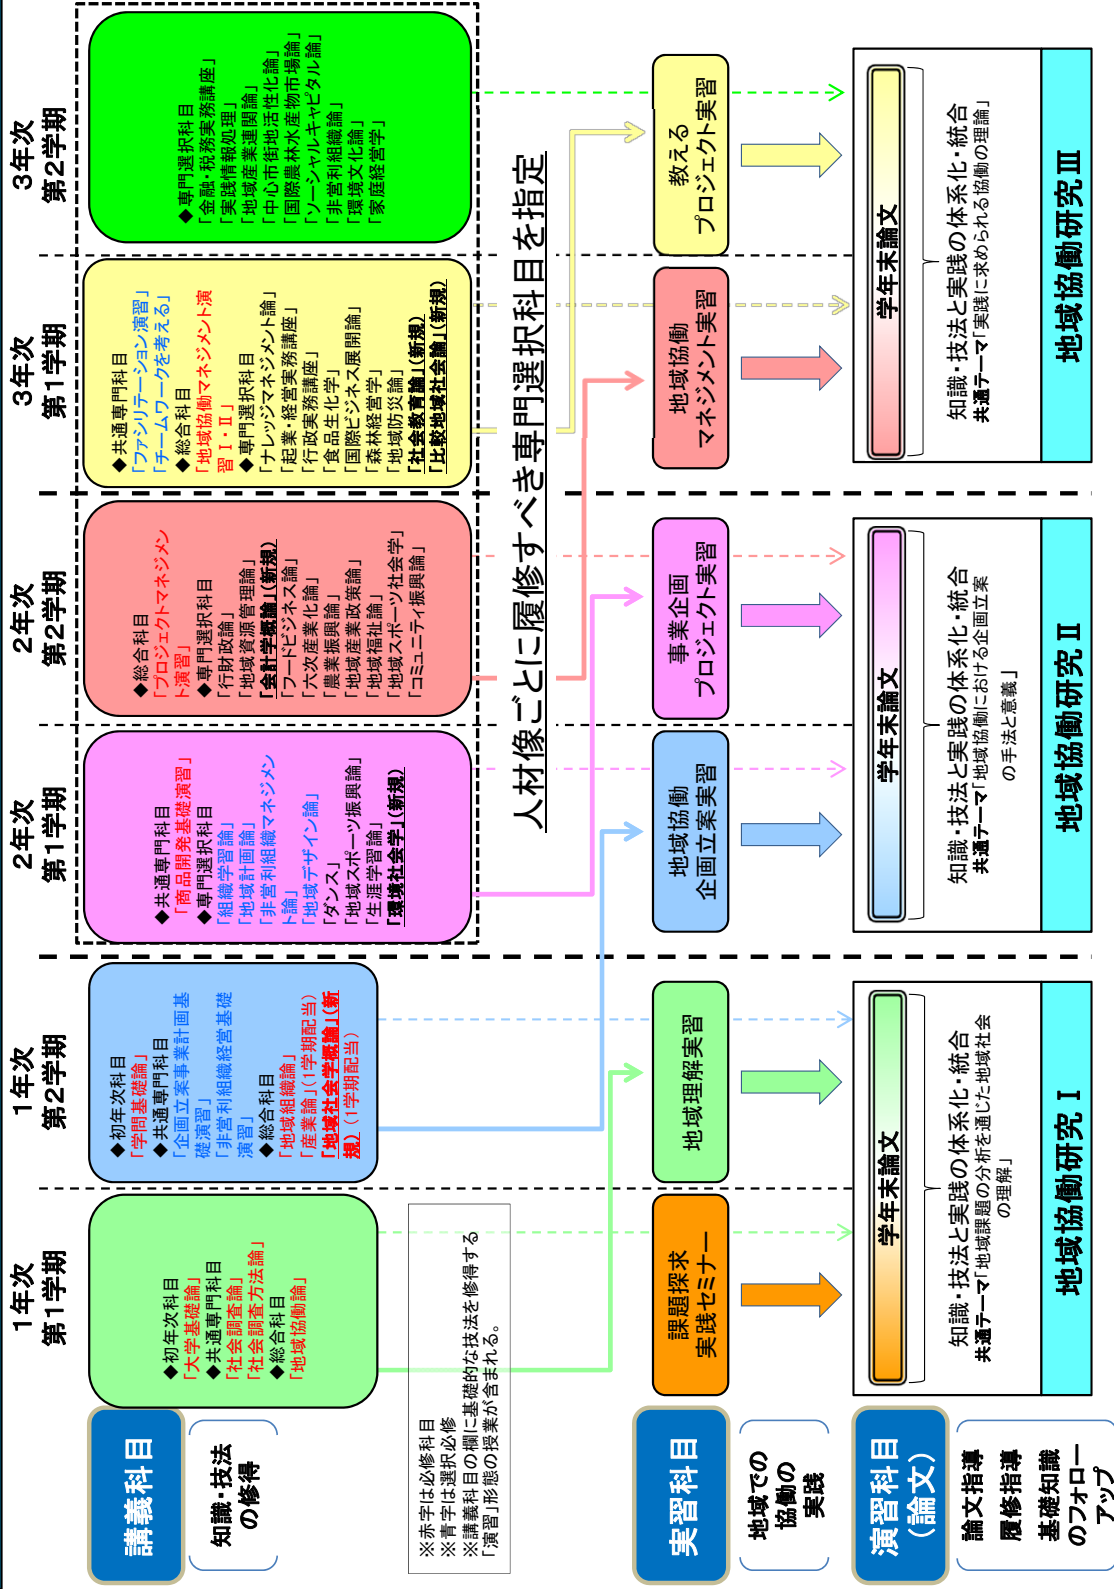 1年次
第1学期
1年次
第2学期
2年次
第1学期
2年次
第2学期
3年次
第1学期
3年次
第2学期
講義科目
知識・技法
の修得
◆初年次科目
「大学基礎論」
◆共通専門科目
「社会調査論」
「社会調査方法論」
◆総合科目
「地域協働論」
◆初年次科目
「学問基礎論」
◆共通専門科目
「企画立案事業計画基
礎演習」
「非営利組織経営基礎
演習」
◆総合科目
「地域組織論」
「産業論」(1学期配当)
「地域社会学概論」(新
規)(1学期配当)
◆共通専門科目
「商品開発基礎演習」
◆専門選択科目
「組織学習論」
「地域計画論」
「非営利組織マネジメン
ト論」
「地域デザイン論」
「ダンス」
「地域スポーツ振興論」
「生涯学習論」
「環境社会学」(新規)
◆総合科目
「プロジェクトマネジメン
ト演習」
◆専門選択科目
「行財政論」
「地域資源管理論」
「会計学概論」(新規)
「フードビジネス論」
「六次産業化論」
「農業振興論」
「地域産業政策論」
「地域福祉論」
「地域スポーツ社会学」
「コミュニティ振興論」
◆共通専門科目
「ファシリテーション演習」
「チームワークを考える」
◆総合科目
「地域協働マネジメント演
習Ⅰ・Ⅱ」
◆専門選択科目
「ナレッジマネジメント論」
「起業・経営実務講座」
「行政実務講座」
「食品生化学」
「国際ビジネス展開論」
「森林経営学」
「地域防災論」
「社会教育論」(新規)
「比較地域社会論」(新規)
◆専門選択科目
「金融・税務実務講座」
「実践情報処理」
「地域産業連関論」
「中心市街地活性化論」
「国際農林水産物市場論」
「ソーシャルキャピタル論」
「非営利組織論」
「環境文化論」
「家庭経営学」
※赤字は必修科目
※青字は選択必修
※講義科目の欄に基礎的な技法を修得する
「演習」形態の授業が含まれる。
人材像ごとに履修すべき専門選択科目を指定
実習科目
地域での
協働の
実践
課題探求
実践セミナー
地域理解実習
地域協働
企画立案実習
事業企画
プロジェクト実習
地域協働
マネジメント実習
教える
プロジェクト実習
演習科目
(論文)
論文指導
履修指導
基礎知識
のフォロー
アップ
学年末論文
知識・技法と実践の体系化・統合
共通テーマ「地域課題の分析を通じた地域社会
の理解」
地域協働研究Ⅰ
学年末論文
知識・技法と実践の体系化・統合
共通テーマ「地域協働における企画立案
の手法と意義」
地域協働研究Ⅱ
学年末論文
知識・技法と実践の体系化・統合
共通テーマ「実践に求められる協働の理論」
地域協働研究Ⅲ